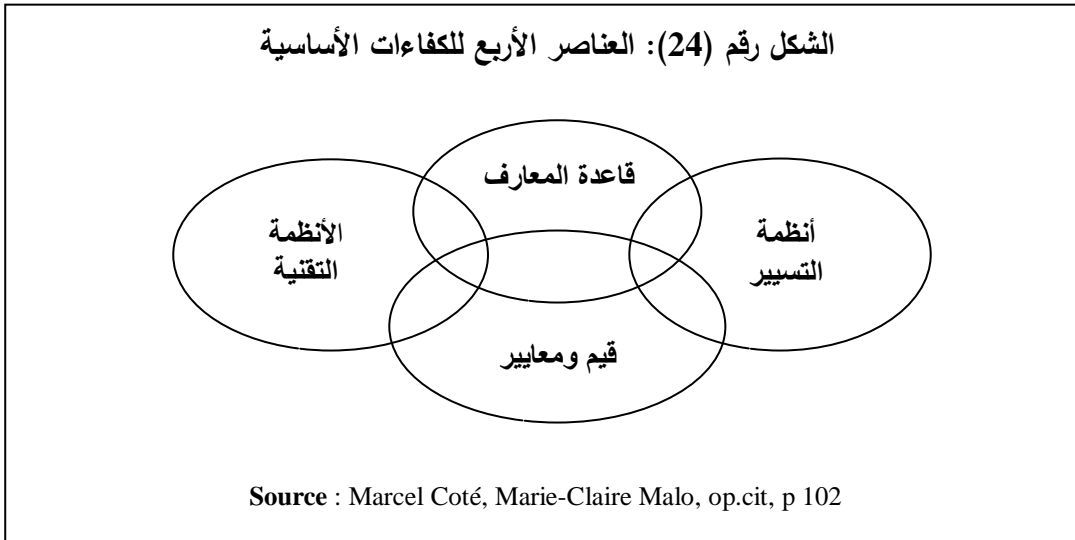 الشكل رقم (24): العناصر الأربع للكفاءات الأساسية
قاعدة المعارف
أنظمة
التسيير
الأنظمة
التقنية
قيم ومعايير
Source : Marcel Coté, Marie-Claire Malo, op.cit, p 102